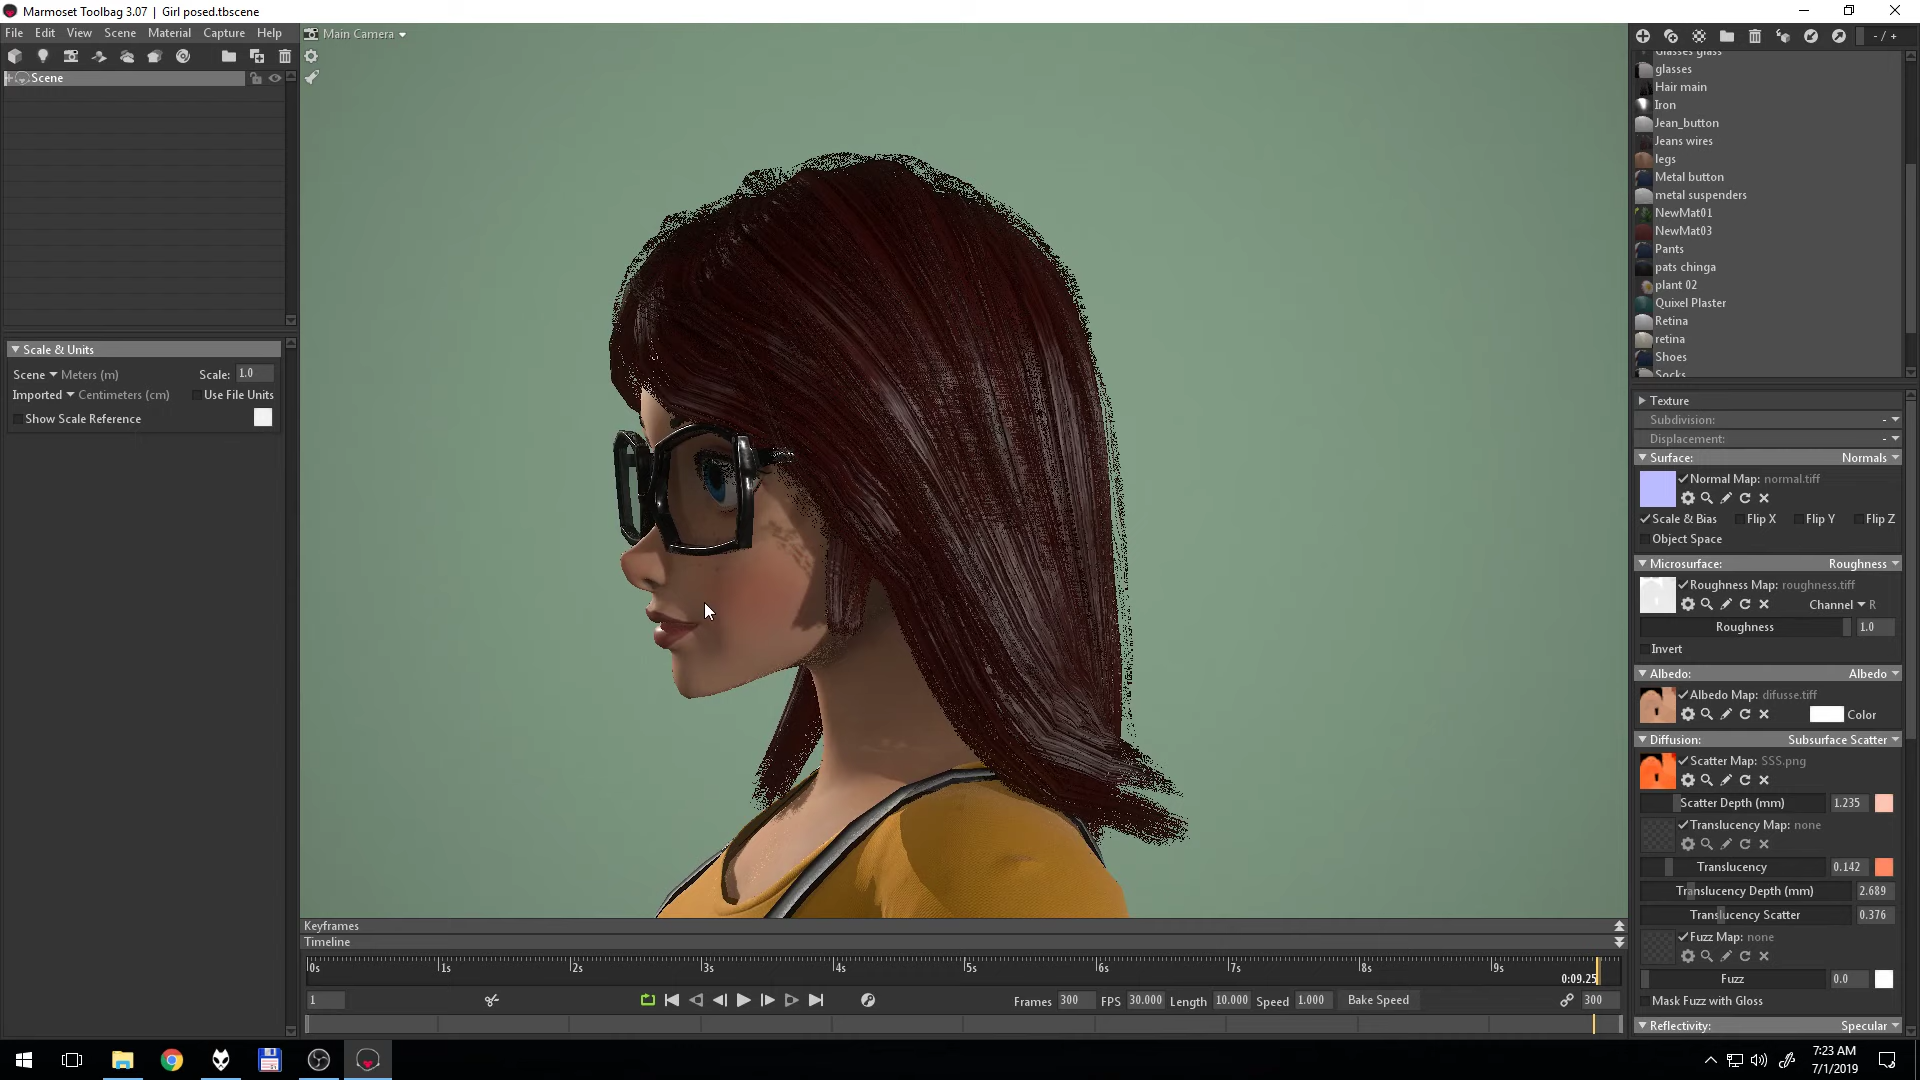 Marmoset Toolbag 3.07 | Girl posed.tbscene
File Edit View Scene Material Capture Help
Main Camera
- / +
Scene
Glasses glass
glasses
Hair main
Iron
Jean_button
Jeans wires
legs
Metal button
metal suspenders
NewMat01
NewMat03
Pants
pats chinga
plant 02
Quixel Plaster
Retina
retina
Shoes
Socks
Scale & Units
Scene Meters (m) Scale: 1.0
Imported Centimeters (cm) Use File Units
Show Scale Reference
Texture
Subdivision: -
Displacement: -
Surface: Normals
Normal Map: normal.tiff
Scale & Bias Flip X Flip Y Flip Z
Object Space
Microsurface: Roughness
Roughness Map: roughness.tiff
Channel R
Roughness 1.0
Invert
Albedo: Albedo
Albedo Map: difusse.tiff
Color
Diffusion: Subsurface Scatter
Scatter Map: SSS.png
Scatter Depth (mm) 1.235
Translucency Map: none
Translucency 0.142
Translucency Depth (mm) 2.689
Translucency Scatter 0.376
Fuzz Map: none
Fuzz 0.0
Mask Fuzz with Gloss
Reflectivity: Specular
Keyframes
Timeline
0s 1s 2s 3s 4s 5s 6s 7s 8s 9s
0:09.25
1 Frames 300 FPS 30.000 Length 10.000 Speed 1.000 Bake Speed 300
7:23 AM
7/1/2019